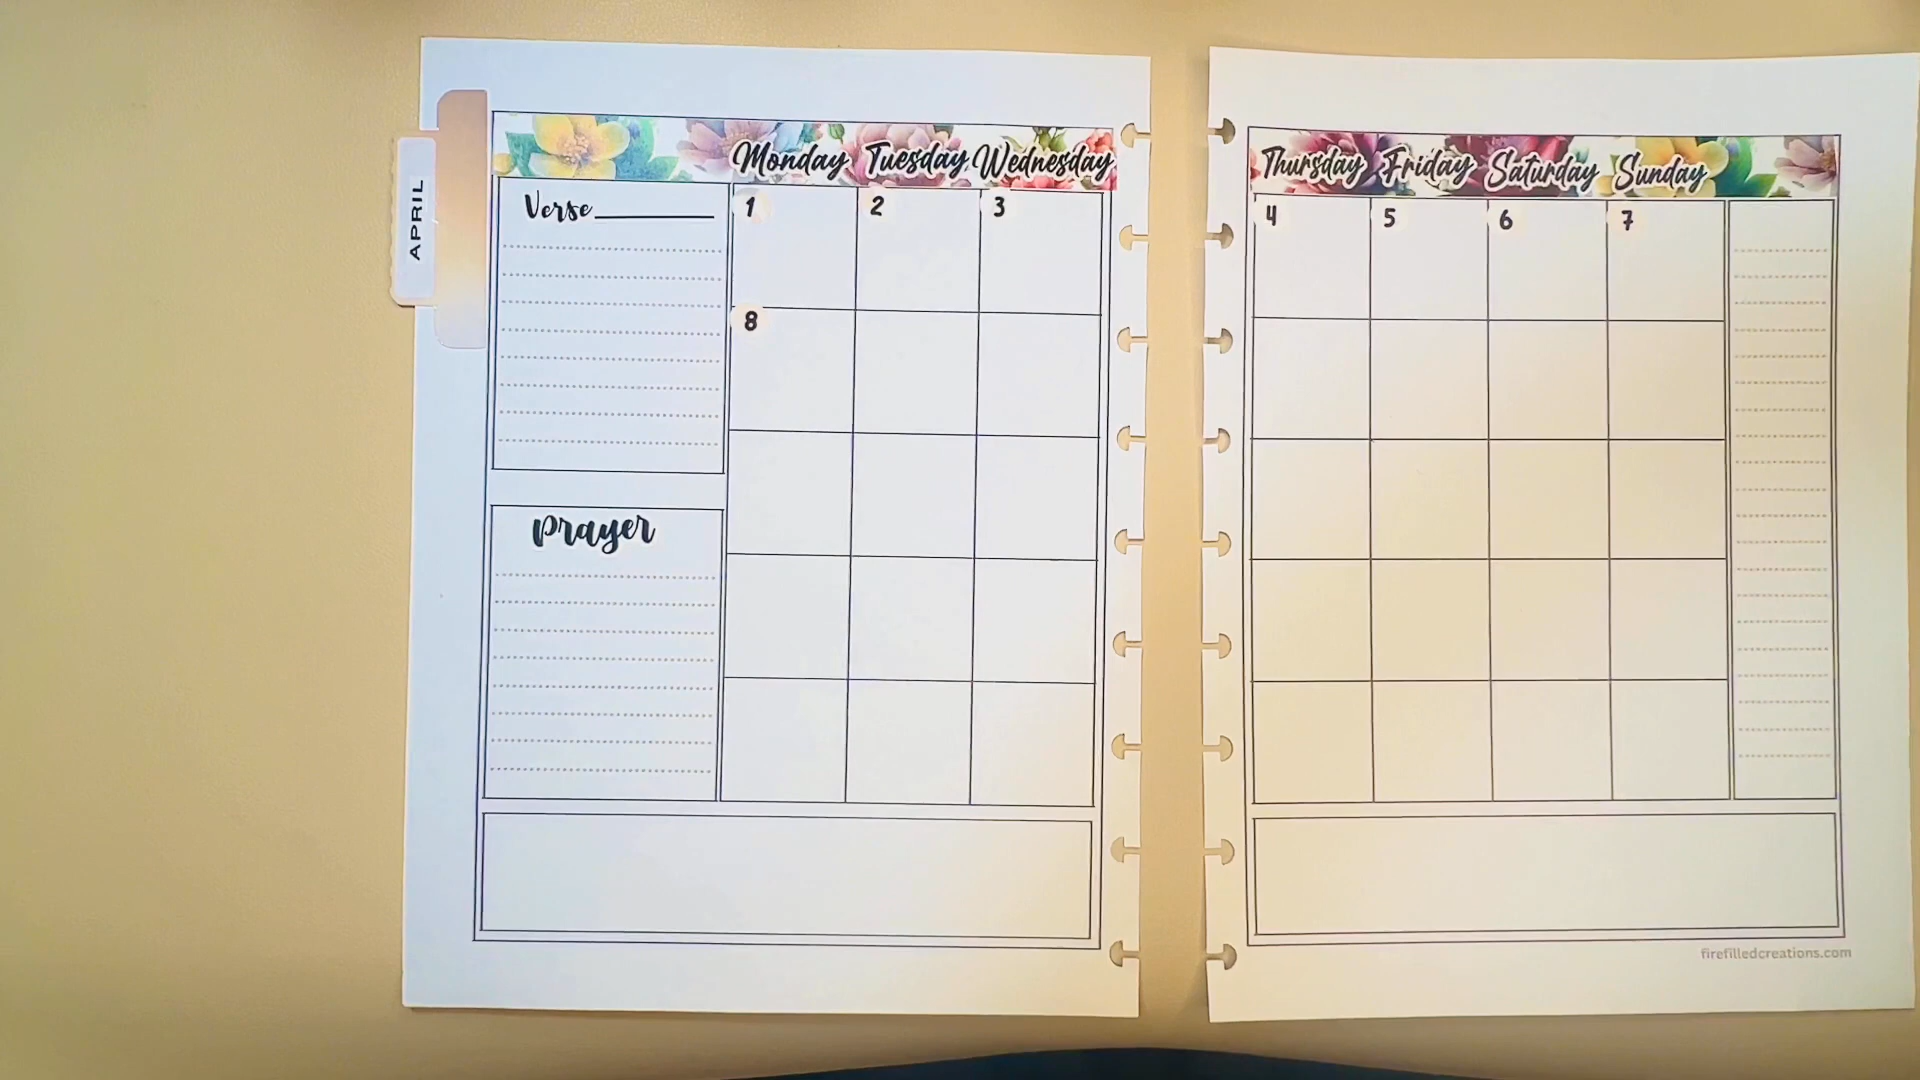 APRIL
Monday Tuesday Wednesday
Verse
1 2 3
8
Prayer
Thursday Friday Saturday Sunday
4 5 6 7
firefilledcreations.com